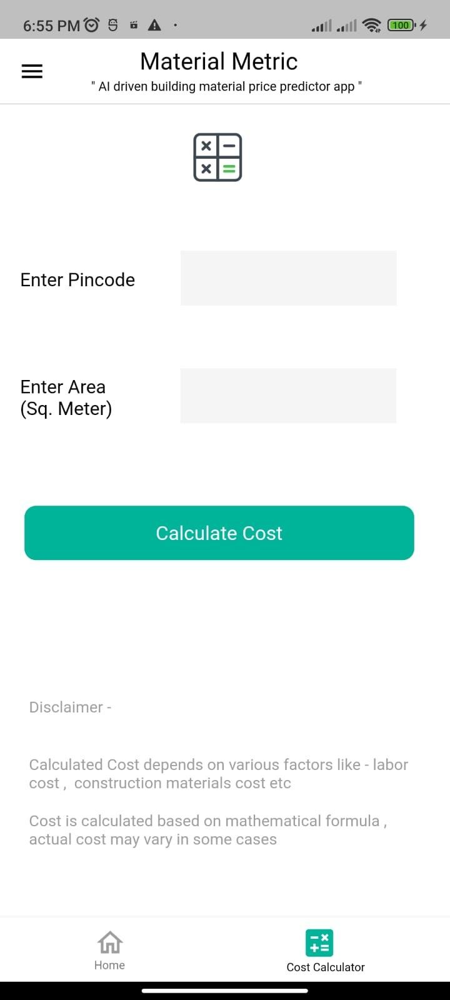 6:55 PM
100
Material Metric
" AI driven building material price predictor app "
Enter Pincode
Enter Area
(Sq. Meter)
Calculate Cost
Disclaimer -
Calculated Cost depends on various factors like - labor
cost ,  construction materials cost etc
Cost is calculated based on mathematical formula ,
actual cost may vary in some cases
Home
Cost Calculator